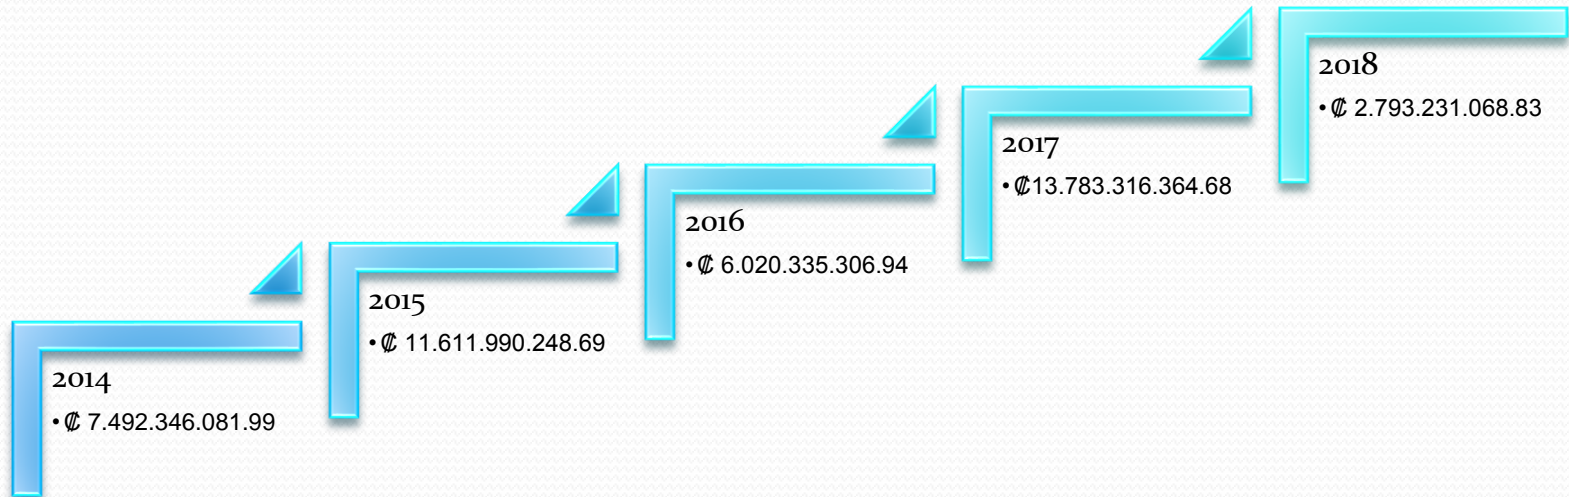 2014
• ₡ 7.492.346.081.99
2015
• ₡ 11.611.990.248.69
2016
• ₡ 6.020.335.306.94
2017
• ₡13.783.316.364.68
2018
• ₡ 2.793.231.068.83